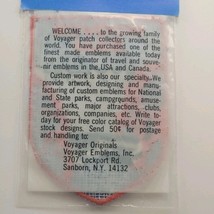 WELCOME . . . . to the growing family
of Voyager patch collectors around the
world. You have purchased one of the
finest made emblems available today
from the originator of travel and souve-
nir emblems in the USA and Canada.
Custom work is also our specialty. We
provide artwork, designing and manu-
facturing of custom emblems for National
and State parks, campgrounds, amuse-
ment parks, major attractions, clubs,
organizations, companies, etc. Write to-
day for your free color catalog of Voyager
stock designs. Send 50¢ for postage
and handling to:
Voyager Originals
Voyager Emblems, Inc.
3707 Lockport Rd.
Sanborn, N.Y. 14132